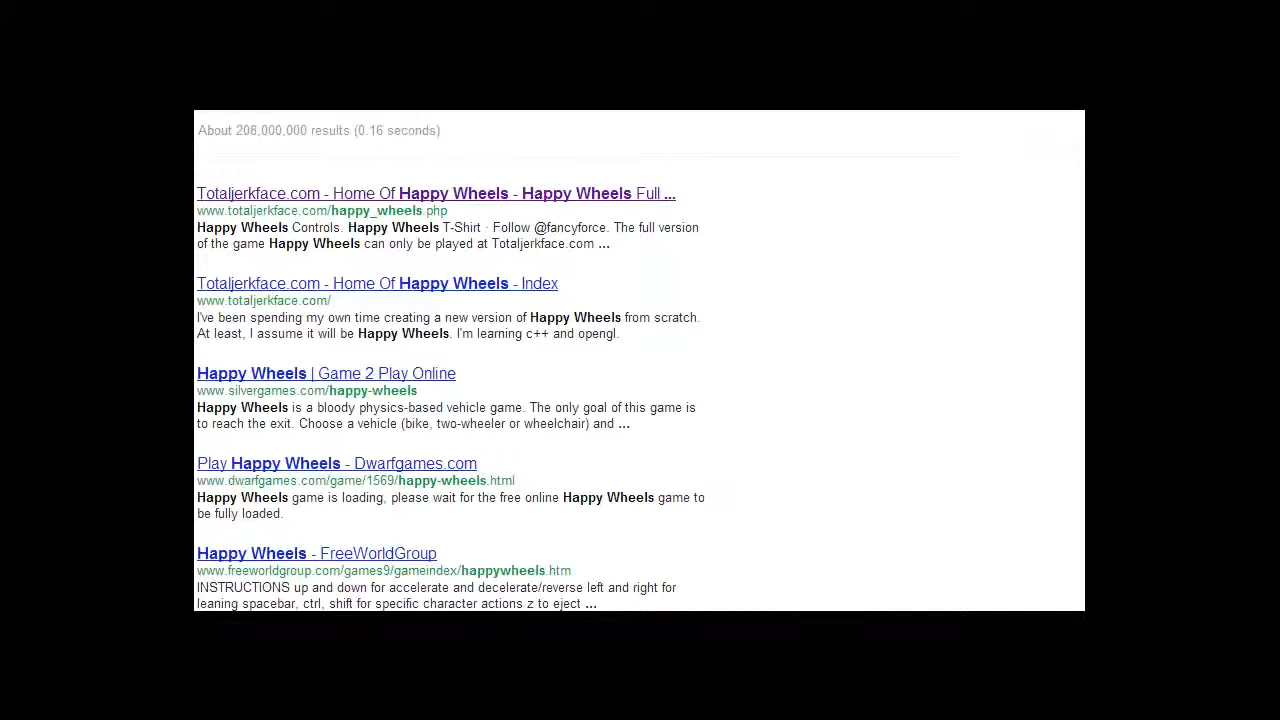 About 208,000,000 results (0.16 seconds)
Totaljerkface.com - Home Of Happy Wheels - Happy Wheels Full ...
www.totaljerkface.com/happy_wheels.php
Happy Wheels Controls. Happy Wheels T-Shirt · Follow @fancyforce. The full version
of the game Happy Wheels can only be played at Totaljerkface.com ...
Totaljerkface.com - Home Of Happy Wheels - Index
www.totaljerkface.com/
I've been spending my own time creating a new version of Happy Wheels from scratch.
At least, I assume it will be Happy Wheels. I'm learning c++ and opengl.
Happy Wheels | Game 2 Play Online
www.silvergames.com/happy-wheels
Happy Wheels is a bloody physics-based vehicle game. The only goal of this game is
to reach the exit. Choose a vehicle (bike, two-wheeler or wheelchair) and ...
Play Happy Wheels - Dwarfgames.com
www.dwarfgames.com/game/1569/happy-wheels.html
Happy Wheels game is loading, please wait for the free online Happy Wheels game to
be fully loaded.
Happy Wheels - FreeWorldGroup
www.freeworldgroup.com/games9/gameindex/happywheels.htm
INSTRUCTIONS up and down for accelerate and decelerate/reverse left and right for
leaning spacebar, ctrl, shift for specific character actions z to eject ...